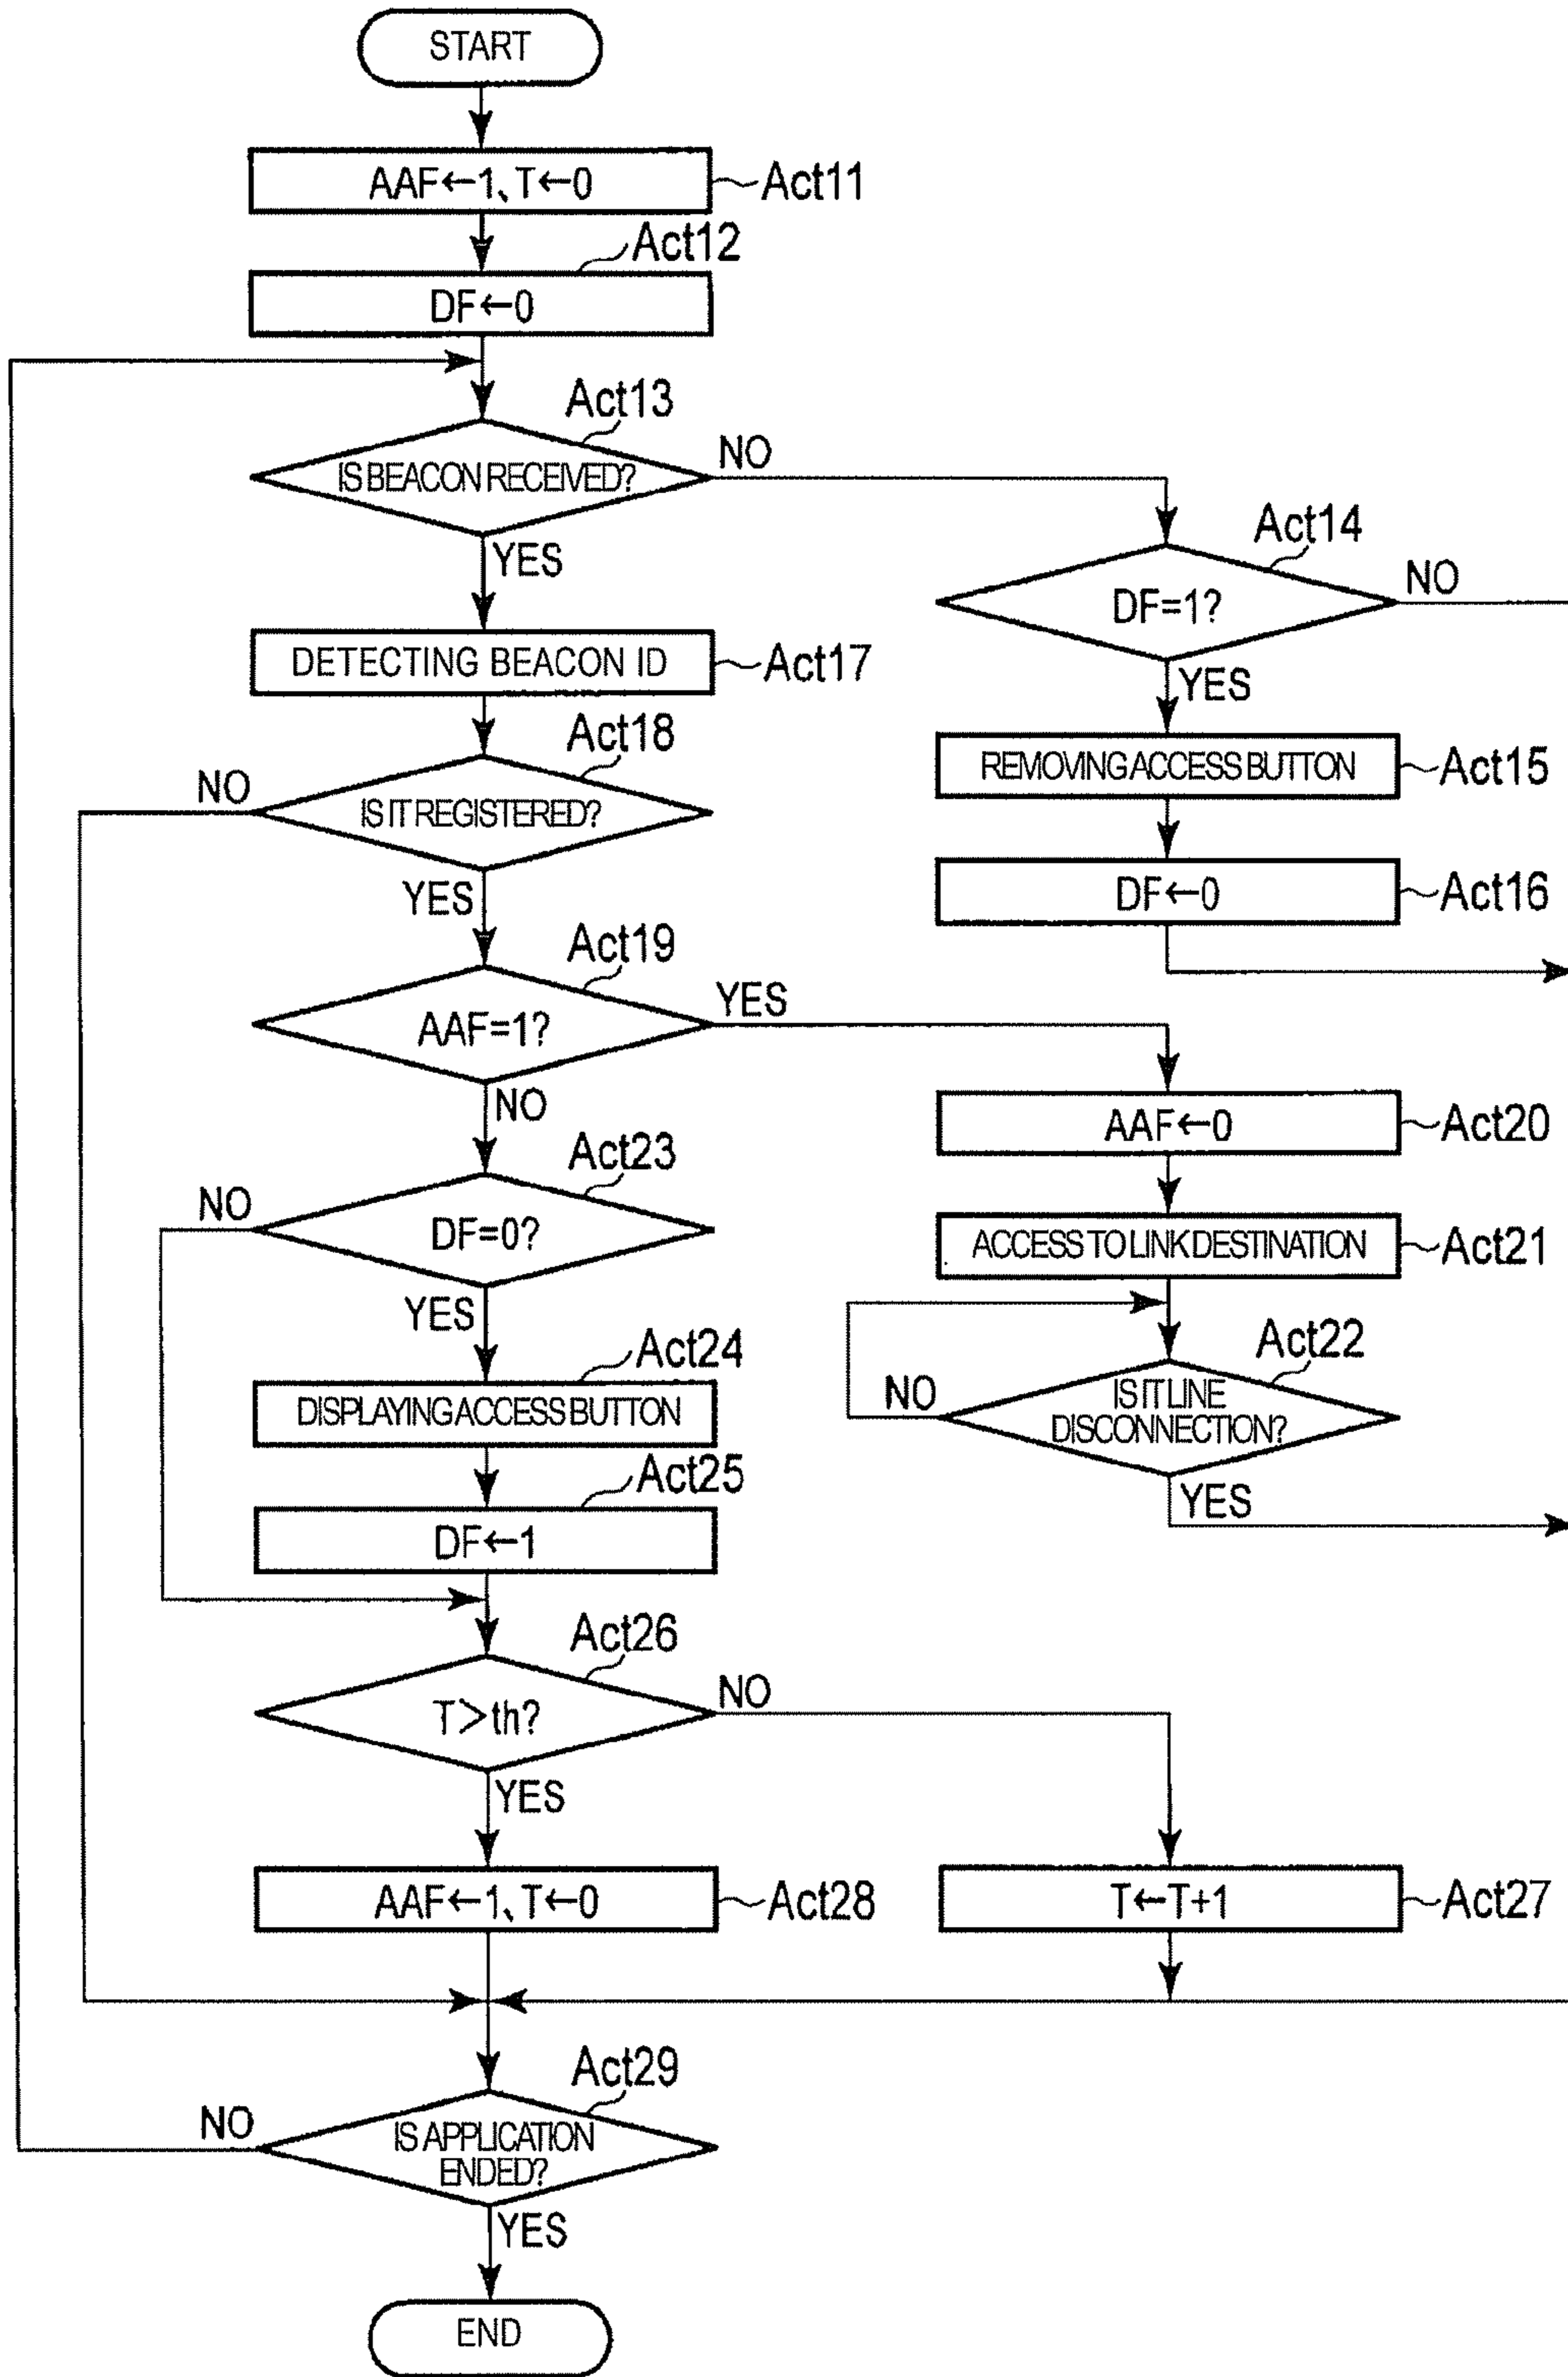 START
AAF←1、T←0
Act11
Act12
DF←0
Act13
IS BEACON RECEIVED?
NO
YES
Act14
DF=1?
NO
YES
DETECTING BEACON ID
Act17
REMOVING ACCESS BUTTON
Act15
Act18
IS IT REGISTERED?
NO
YES
DF←0
Act16
Act19
AAF=1?
YES
NO
AAF←0
Act20
Act23
DF=0?
NO
YES
ACCESS TO LINK DESTINATION
Act21
Act22
IS IT LINE
DISCONNECTION?
NO
YES
Act24
DISPLAYING ACCESS BUTTON
Act25
DF←1
Act26
T>th?
NO
YES
AAF←1、T←0
Act28
T←T+1
Act27
Act29
IS APPLICATION
ENDED?
NO
YES
END